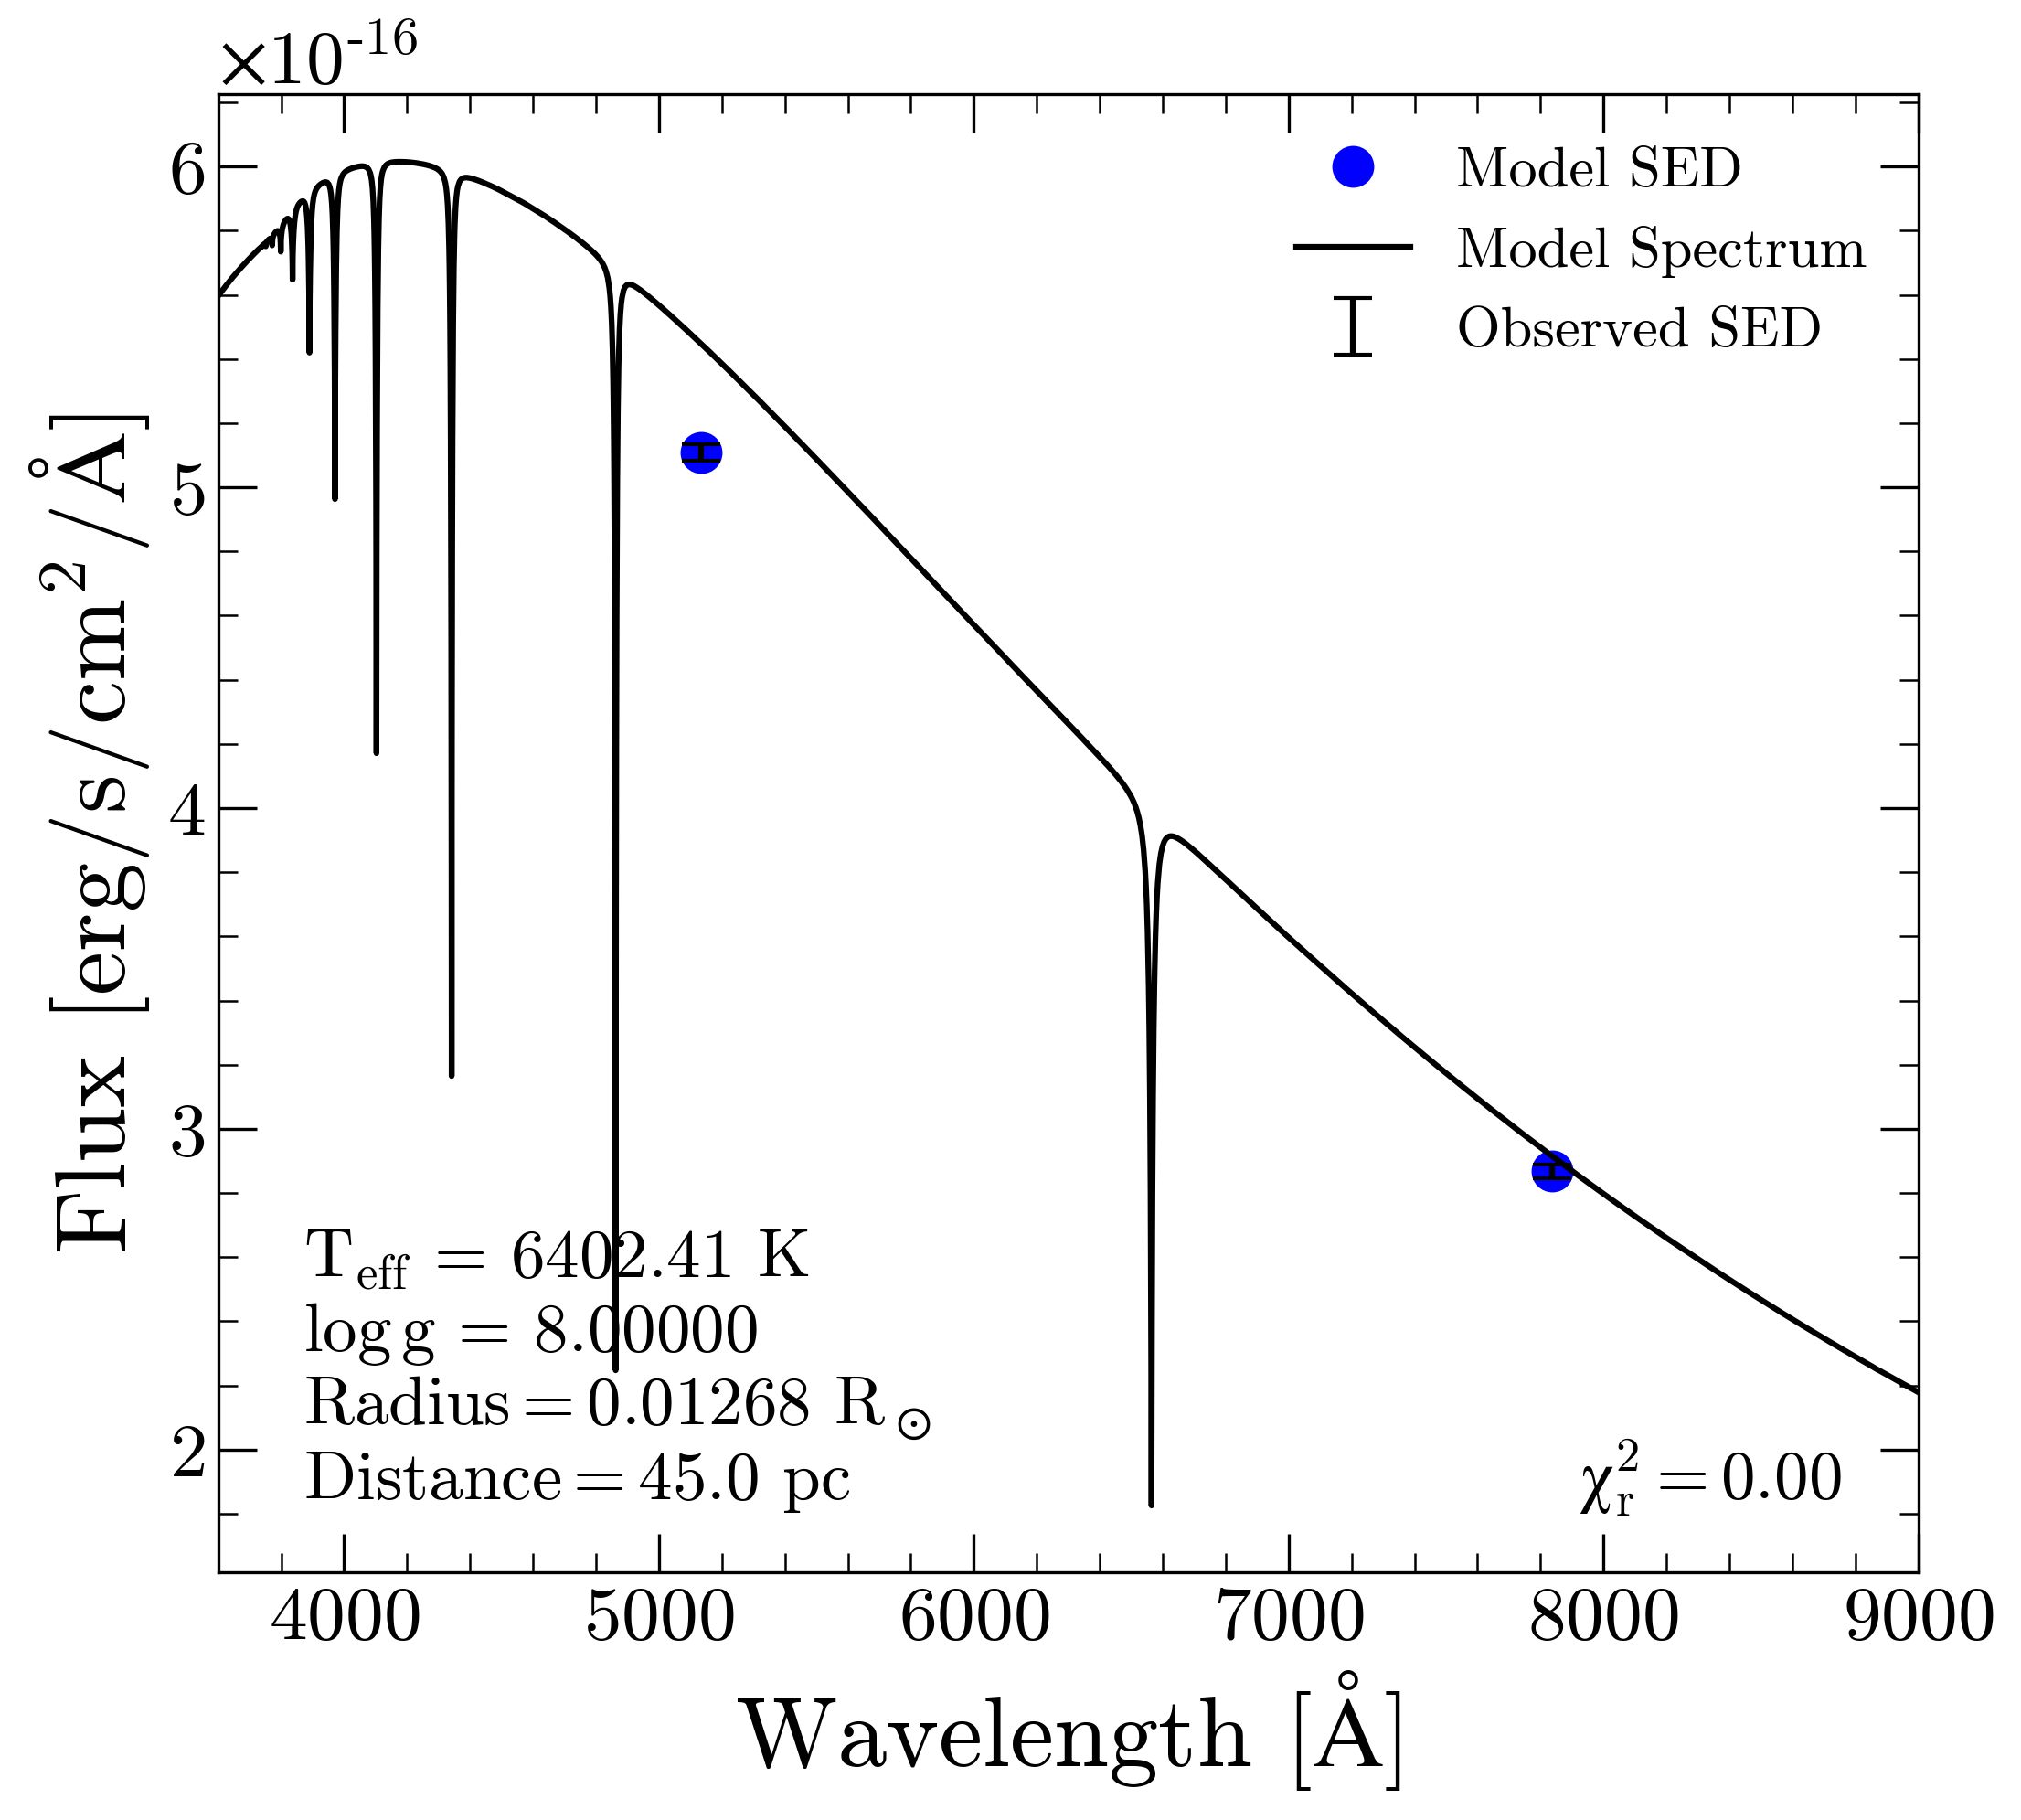 ×10⁻¹⁶
6
5
4
3
2
Flux [erg/s/cm²/Å]
Model SED
Model Spectrum
Observed SED
T_eff = 6402.41 K
log g = 8.00000
Radius = 0.01268 R_⊙
Distance = 45.0 pc
χ²_r = 0.00
4000 5000 6000 7000 8000 9000
Wavelength [Å]